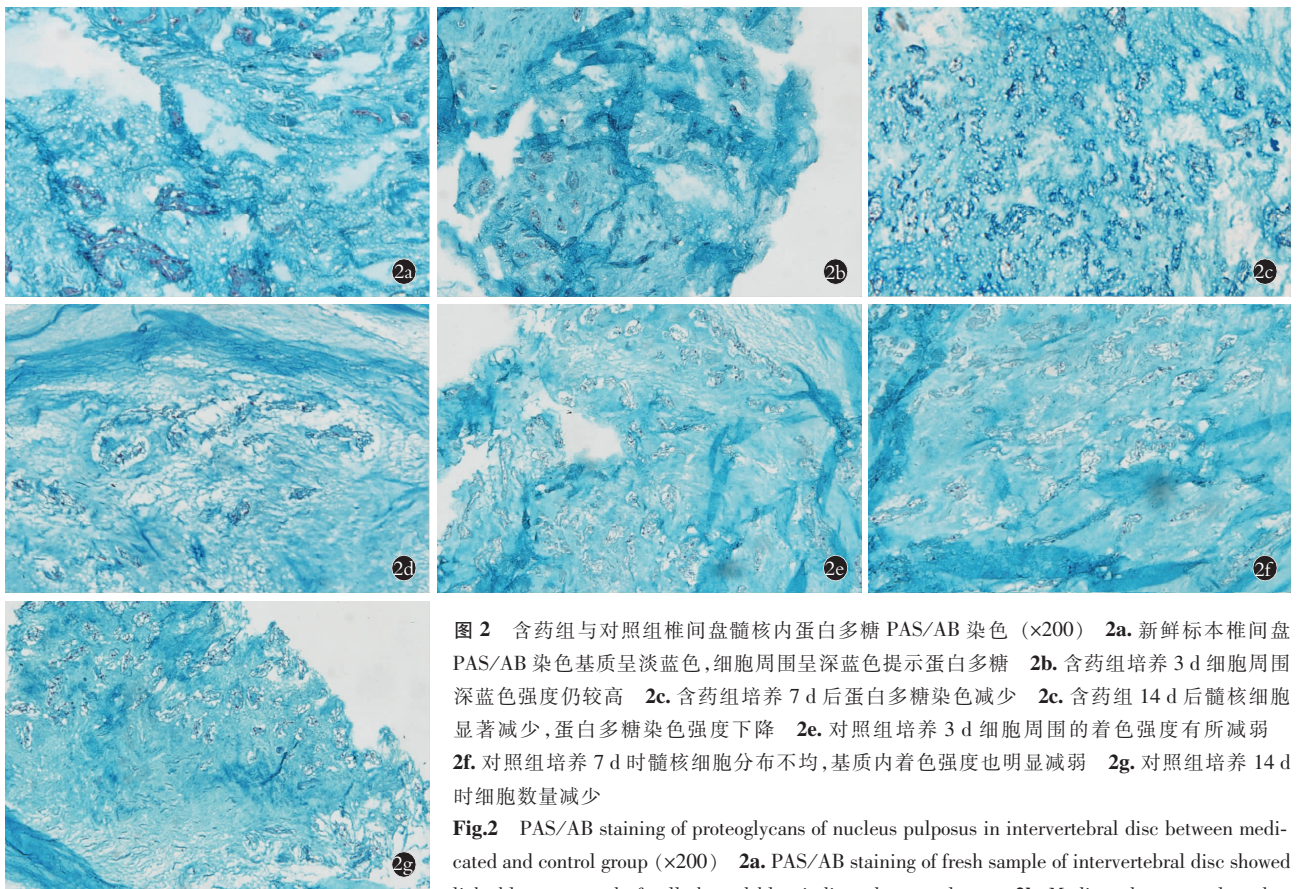 2a
2b
2c
2d
2e
2f
2g
图 2 含药组与对照组椎间盘髓核内蛋白多糖 PAS/AB 染色 (×200) 2a. 新鲜标本椎间盘
PAS/AB 染色基质呈淡蓝色,细胞周围呈深蓝色提示蛋白多糖 2b. 含药组培养 3 d 细胞周围
深蓝色强度仍较高 2c. 含药组培养 7 d 后蛋白多糖染色减少 2c. 含药组 14 d 后髓核细胞
显著减少,蛋白多糖染色强度下降 2e. 对照组培养 3 d 细胞周围的着色强度有所减弱
2f. 对照组培养 7 d 时髓核细胞分布不均,基质内着色强度也明显减弱 2g. 对照组培养 14 d
时细胞数量减少
Fig.2 PAS/AB staining of proteoglycans of nucleus pulposus in intervertebral disc between medi-
cated and control group (×200) 2a. PAS/AB staining of fresh sample of intervertebral disc showed